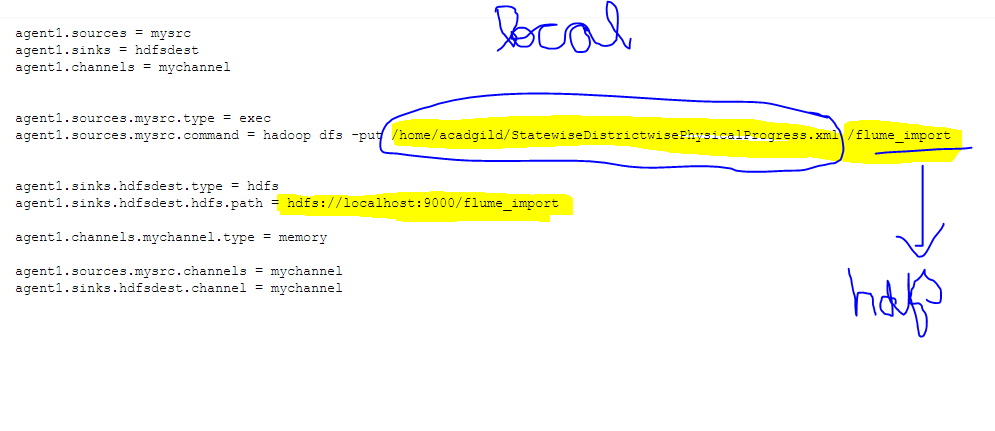 local
agent1.sources = mysrc
agent1.sinks = hdfsdest
agent1.channels = mychannel
agent1.sources.mysrc.type = exec
agent1.sources.mysrc.command = hadoop dfs -put /home/acadgild/StatewiseDistrictwisePhysicalProgress.xml /flume_import
agent1.sinks.hdfsdest.type = hdfs
agent1.sinks.hdfsdest.hdfs.path = hdfs://localhost:9000/flume_import
agent1.channels.mychannel.type = memory
agent1.sources.mysrc.channels = mychannel
agent1.sinks.hdfsdest.channel = mychannel
hdfs